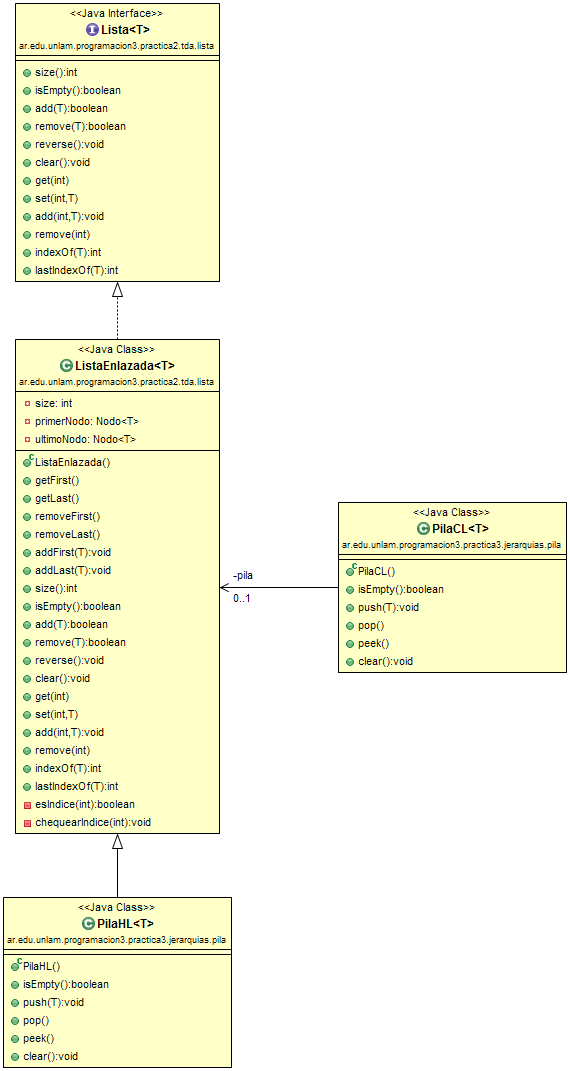 <<Java Interface>>
Lista<T>
ar.edu.unlam.programacion3.practica2.tda.lista
size():int
isEmpty():boolean
add(T):boolean
remove(T):boolean
reverse():void
clear():void
get(int)
set(int,T)
add(int,T):void
remove(int)
indexOf(T):int
lastIndexOf(T):int
<<Java Class>>
ListaEnlazada<T>
ar.edu.unlam.programacion3.practica2.tda.lista
size: int
primerNodo: Nodo<T>
ultimoNodo: Nodo<T>
ListaEnlazada()
getFirst()
getLast()
removeFirst()
removeLast()
addFirst(T):void
addLast(T):void
size():int
isEmpty():boolean
add(T):boolean
remove(T):boolean
reverse():void
clear():void
get(int)
set(int,T)
add(int,T):void
remove(int)
indexOf(T):int
lastIndexOf(T):int
esIndice(int):boolean
chequearIndice(int):void
-pila
0..1
<<Java Class>>
PilaCL<T>
ar.edu.unlam.programacion3.practica3.jerarquias.pila
PilaCL()
isEmpty():boolean
push(T):void
pop()
peek()
clear():void
<<Java Class>>
PilaHL<T>
ar.edu.unlam.programacion3.practica3.jerarquias.pila
PilaHL()
isEmpty():boolean
push(T):void
pop()
peek()
clear():void